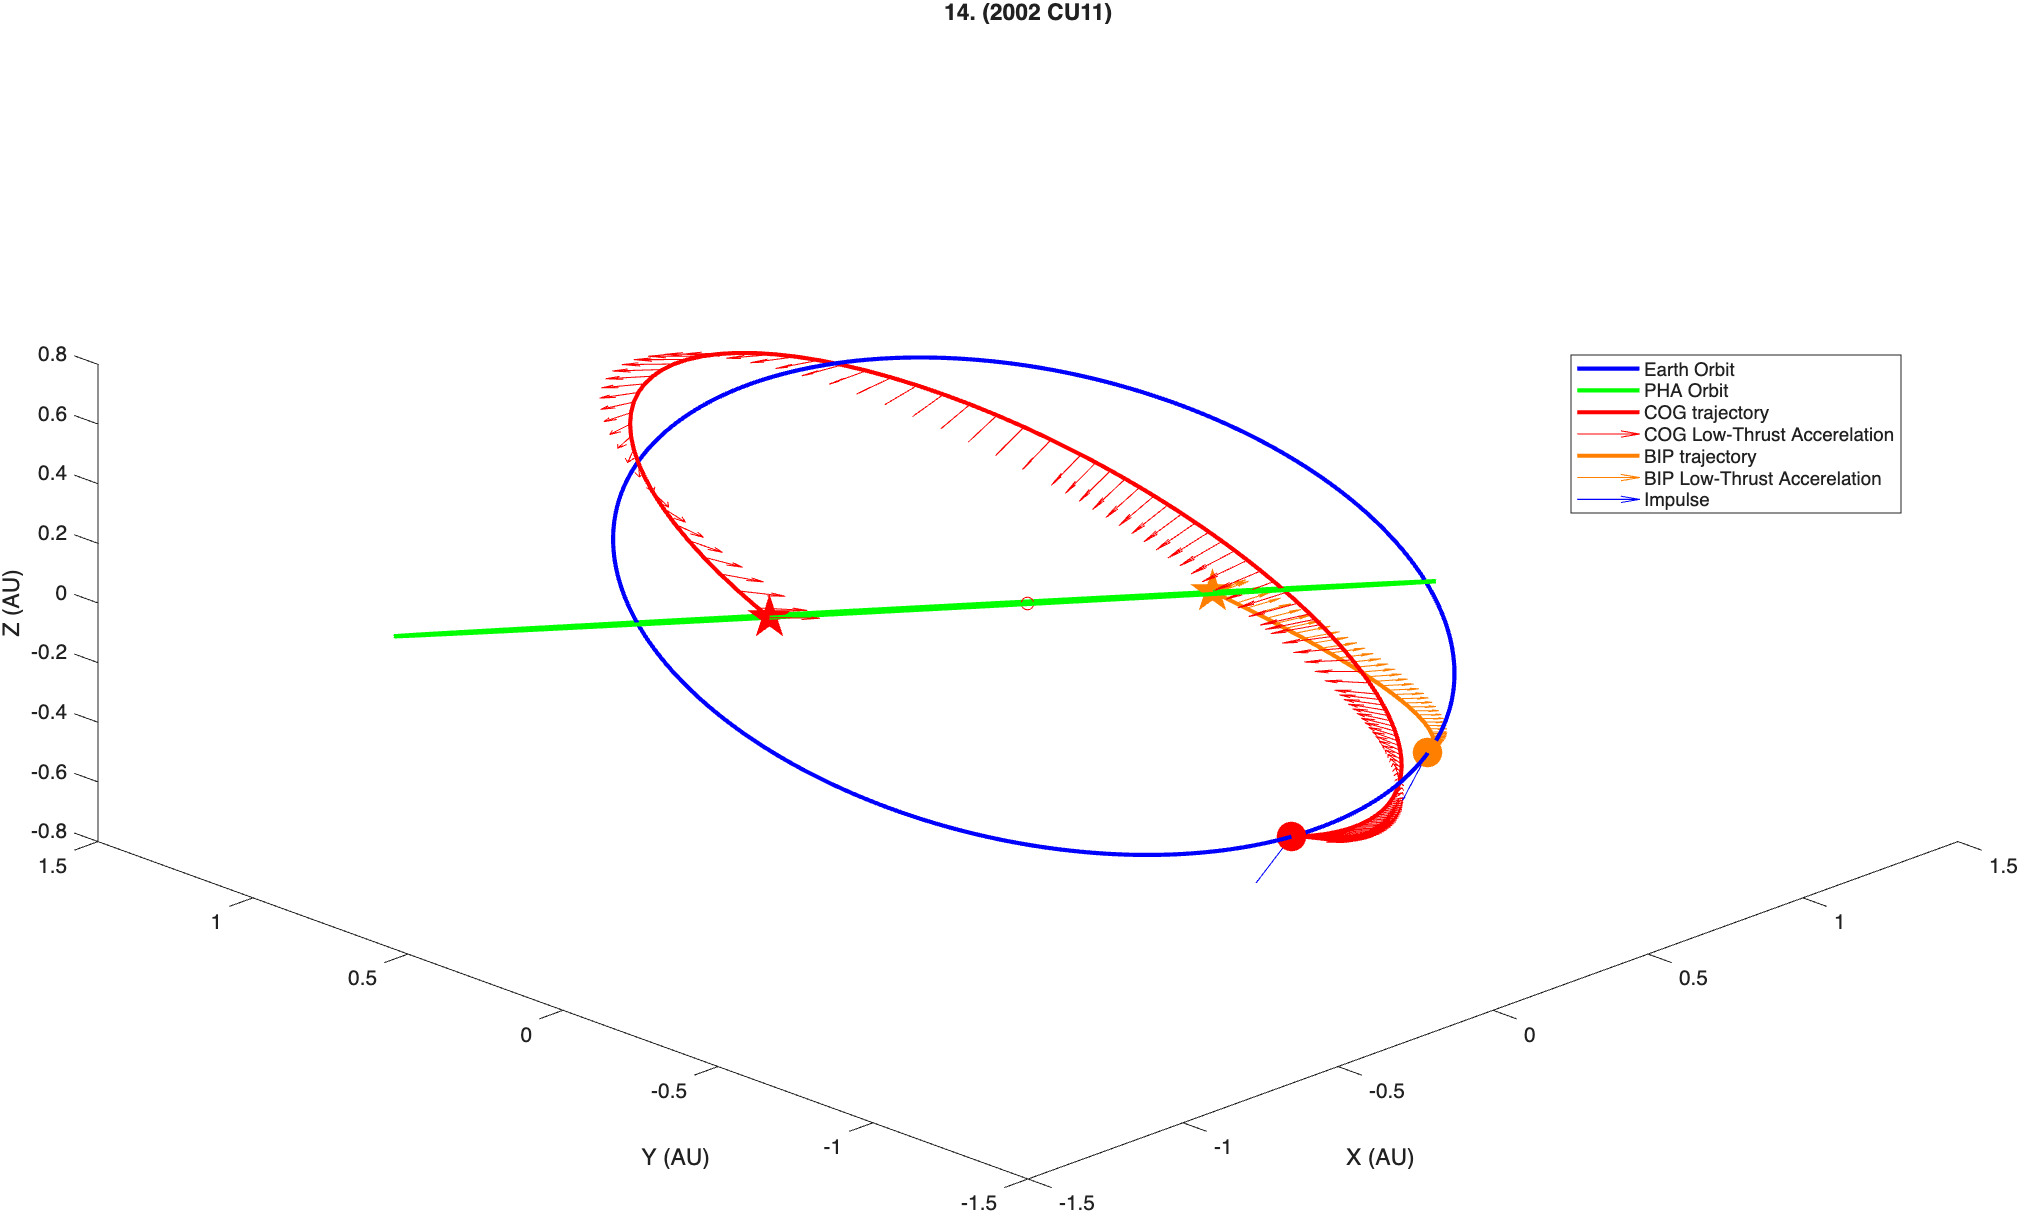 14. (2002 CU11)
Earth Orbit
PHA Orbit
COG trajectory
COG Low-Thrust Accerelation
BIP trajectory
BIP Low-Thrust Accerelation
Impulse
Z (AU)
0.8
0.6
0.4
0.2
0
-0.2
-0.4
-0.6
-0.8
1.5
1
0.5
0
-0.5
-1
-1.5
Y (AU)
-1.5
-1
-0.5
0
0.5
1
1.5
X (AU)